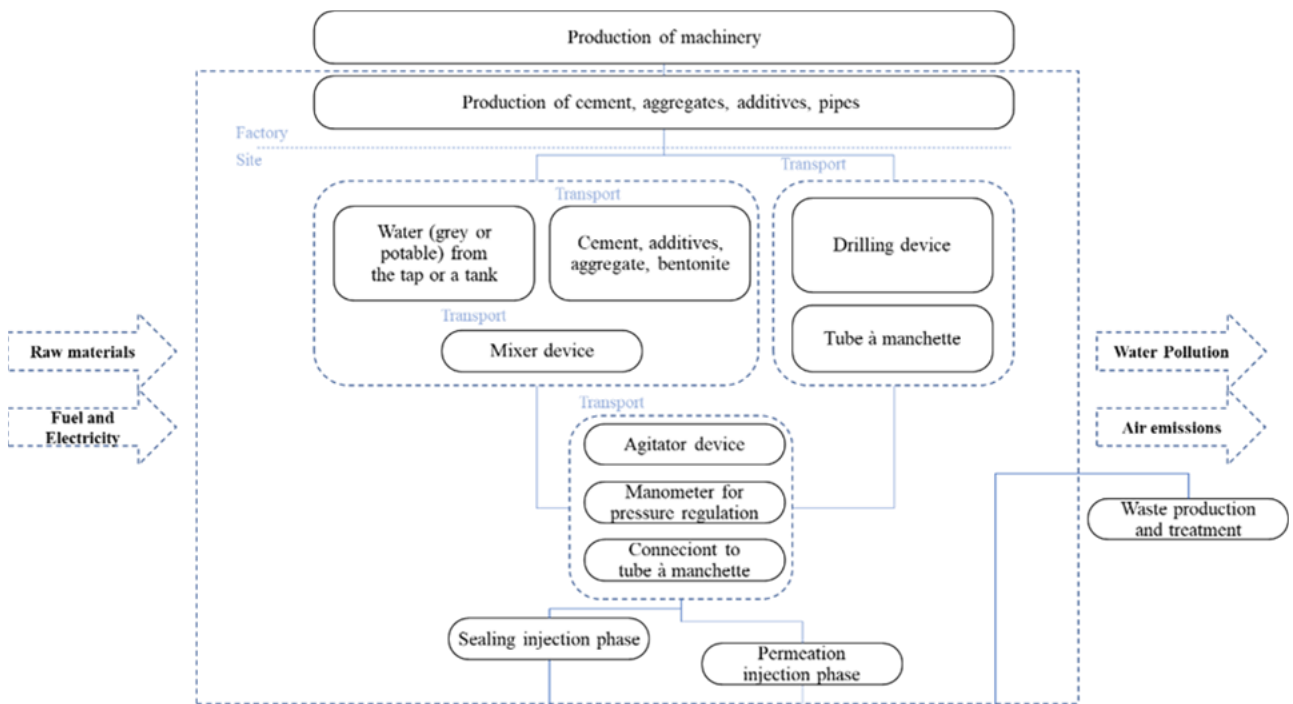 Production of machinery
Production of cement, aggregates, additives, pipes
Factory
Site
Transport
Transport
Water (grey or
potable) from
the tap or a tank
Cement, additives,
aggregate, bentonite
Drilling device
Transport
Mixer device
Tube à manchette
Raw materials
Fuel and
Electricity
Water Pollution
Air emissions
Transport
Agitator device
Manometer for
pressure regulation
Conneciont to
tube à manchette
Waste production
and treatment
Sealing injection phase
Permeation
injection phase